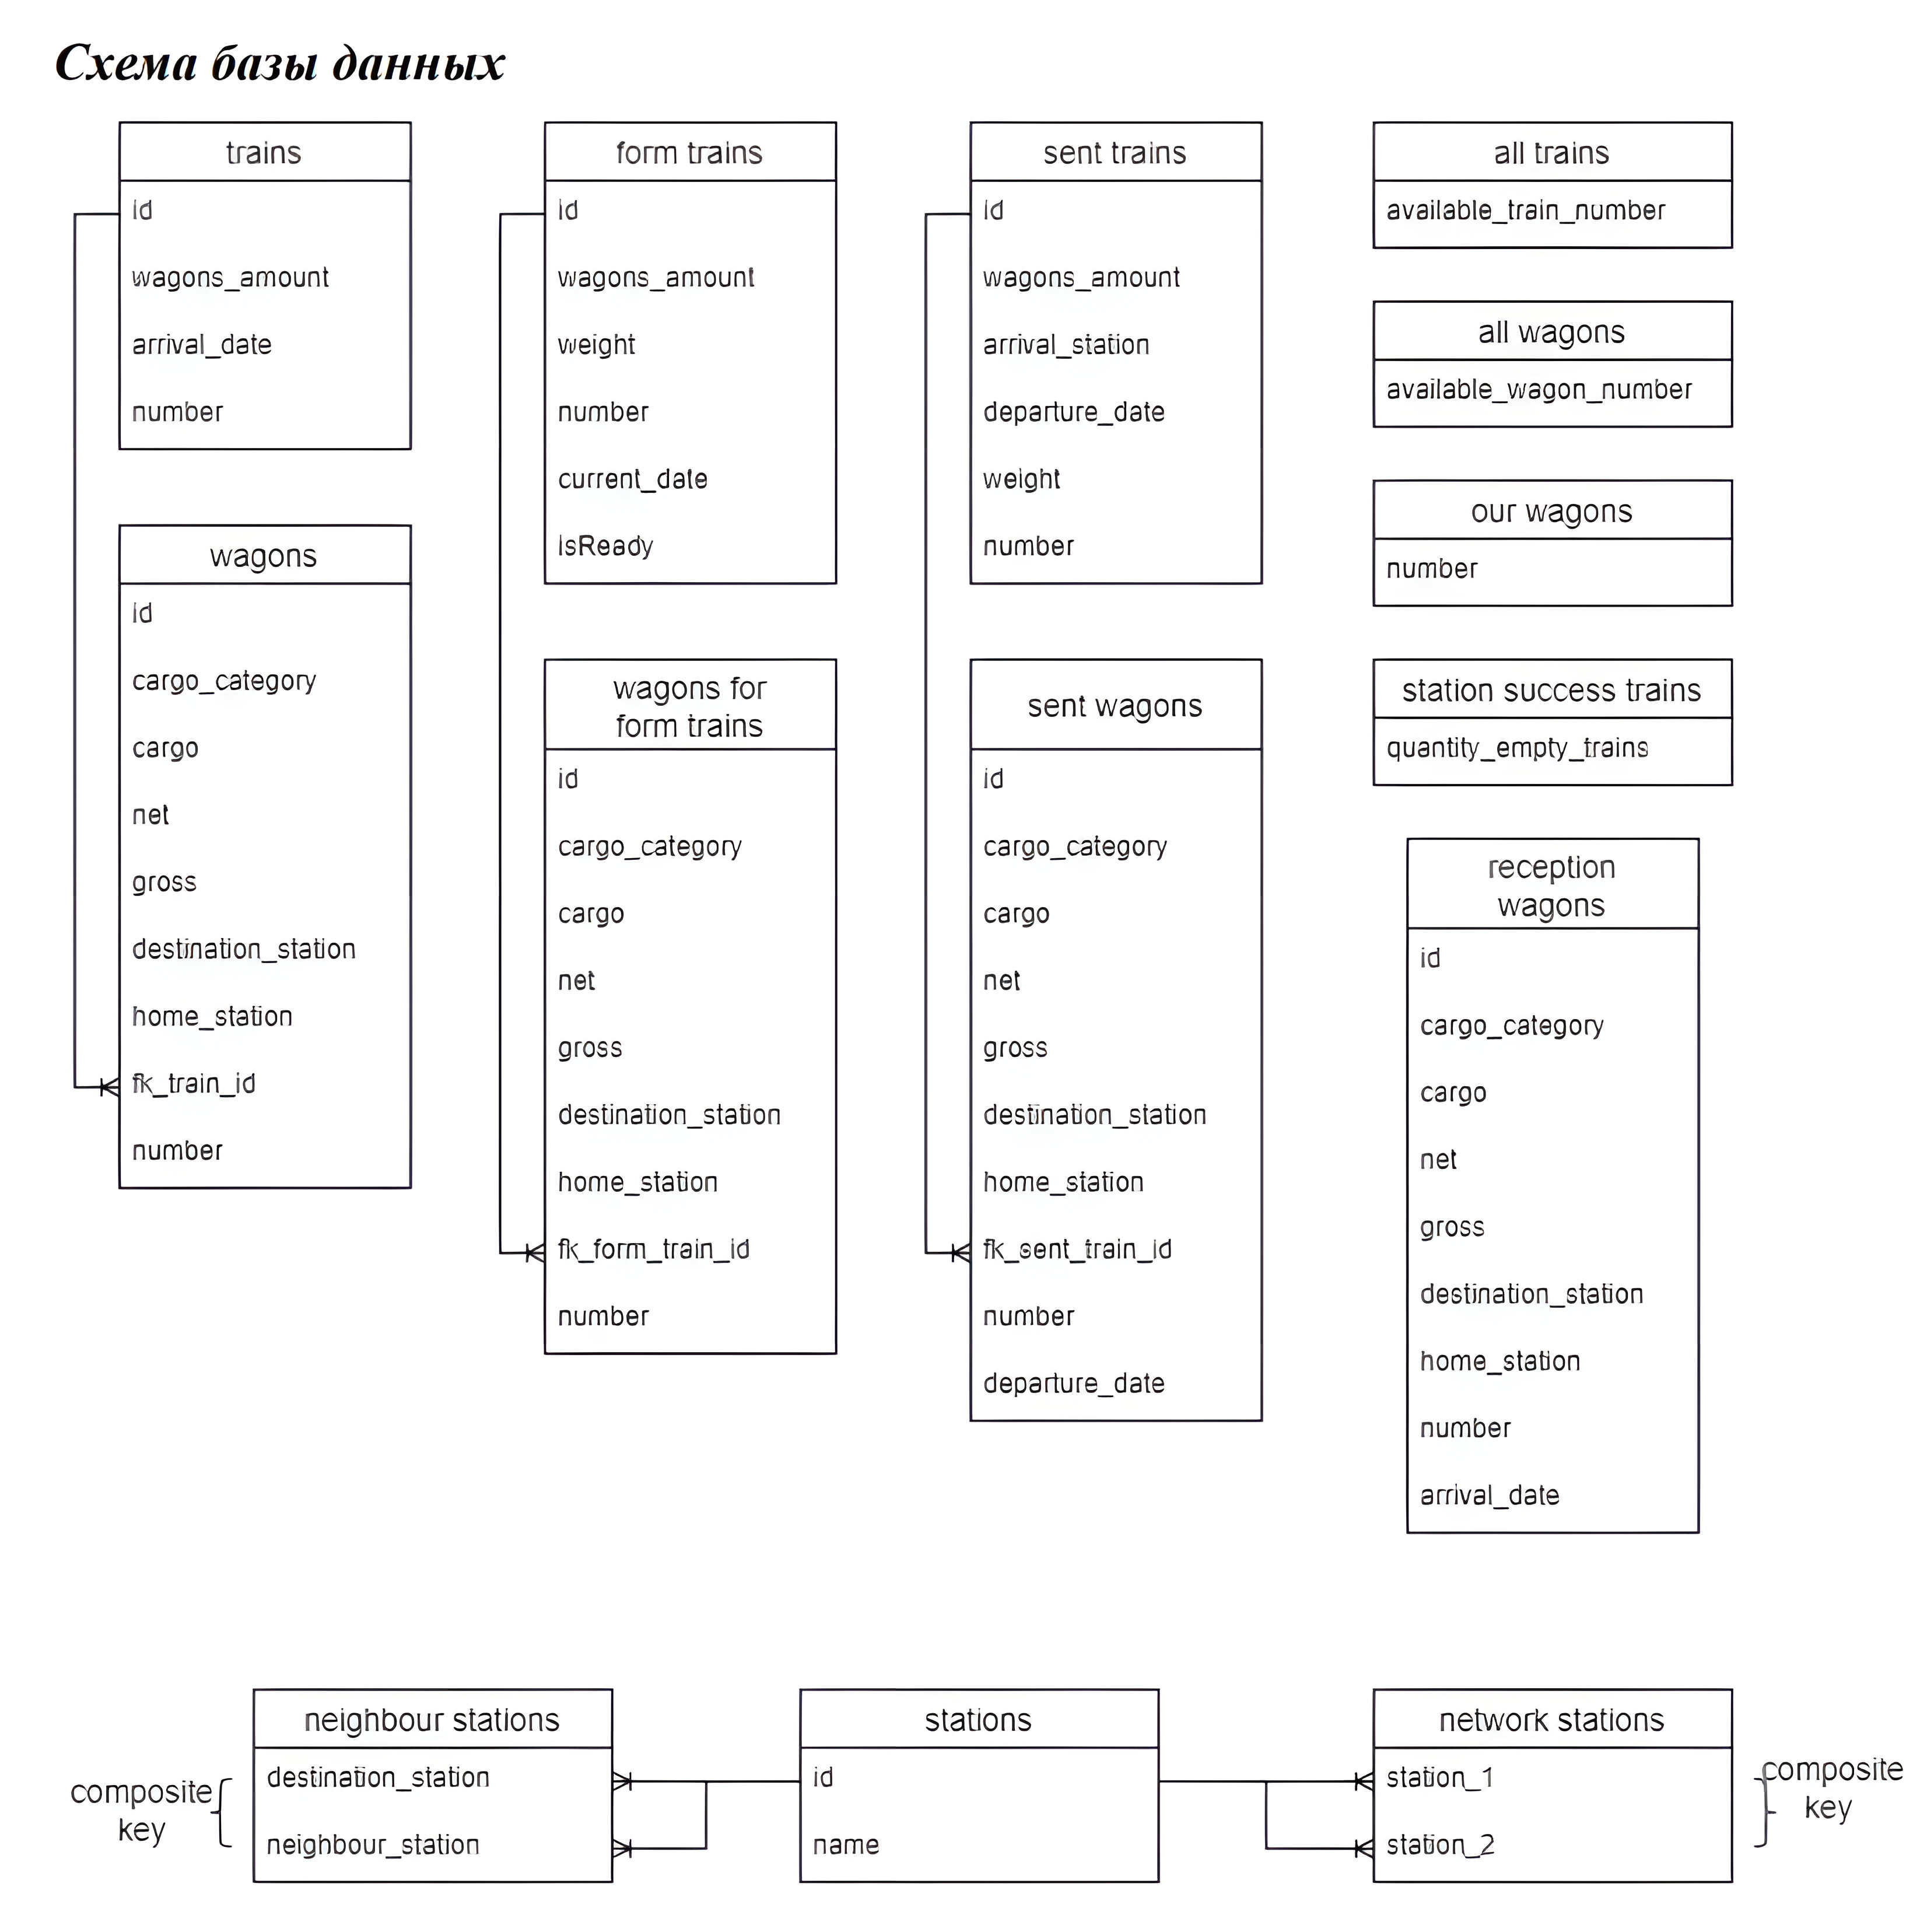 Схема базы данных
trains
id
wagons_amount
arrival_date
number
wagons
id
cargo_category
cargo
net
gross
destination_station
home_station
fk_train_id
number
form trains
id
wagons_amount
weight
number
current_date
IsReady
wagons for
form trains
id
cargo_category
cargo
net
gross
destination_station
home_station
fk_form_train_id
number
sent trains
id
wagons_amount
arrival_station
departure_date
weight
number
sent wagons
id
cargo_category
cargo
net
gross
destination_station
home_station
fk_sent_train_id
number
departure_date
all trains
available_train_number
all wagons
available_wagon_number
our wagons
number
station success trains
quantity_empty_trains
reception
wagons
id
cargo_category
cargo
net
gross
destination_station
home_station
number
arrival_date
composite
key
neighbour stations
destination_station
neighbour_station
stations
id
name
network stations
station_1
station_2
composite
key